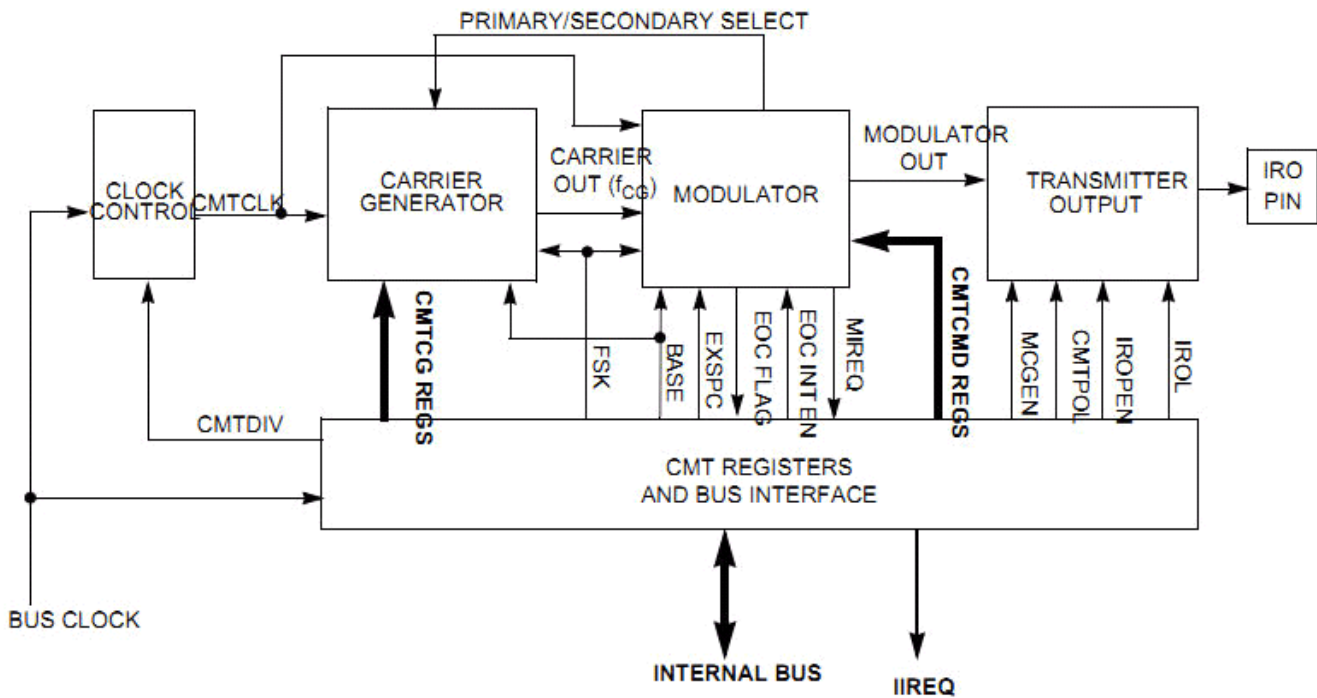 PRIMARY/SECONDARY SELECT
CLOCK
CONTROL
CMTCLK
CARRIER
GENERATOR
CARRIER
OUT (fCG)
MODULATOR
MODULATOR
OUT
TRANSMITTER
OUTPUT
IRO
PIN
CMTCG REGS
FSK
BASE
EXSPC
EOC FLAG
EOC INT EN
MIREQ
CMTCMD REGS
MCGEN
CMTPOL
IROPEN
IROL
CMTDIV
CMT REGISTERS
AND BUS INTERFACE
BUS CLOCK
INTERNAL BUS
IIREQ